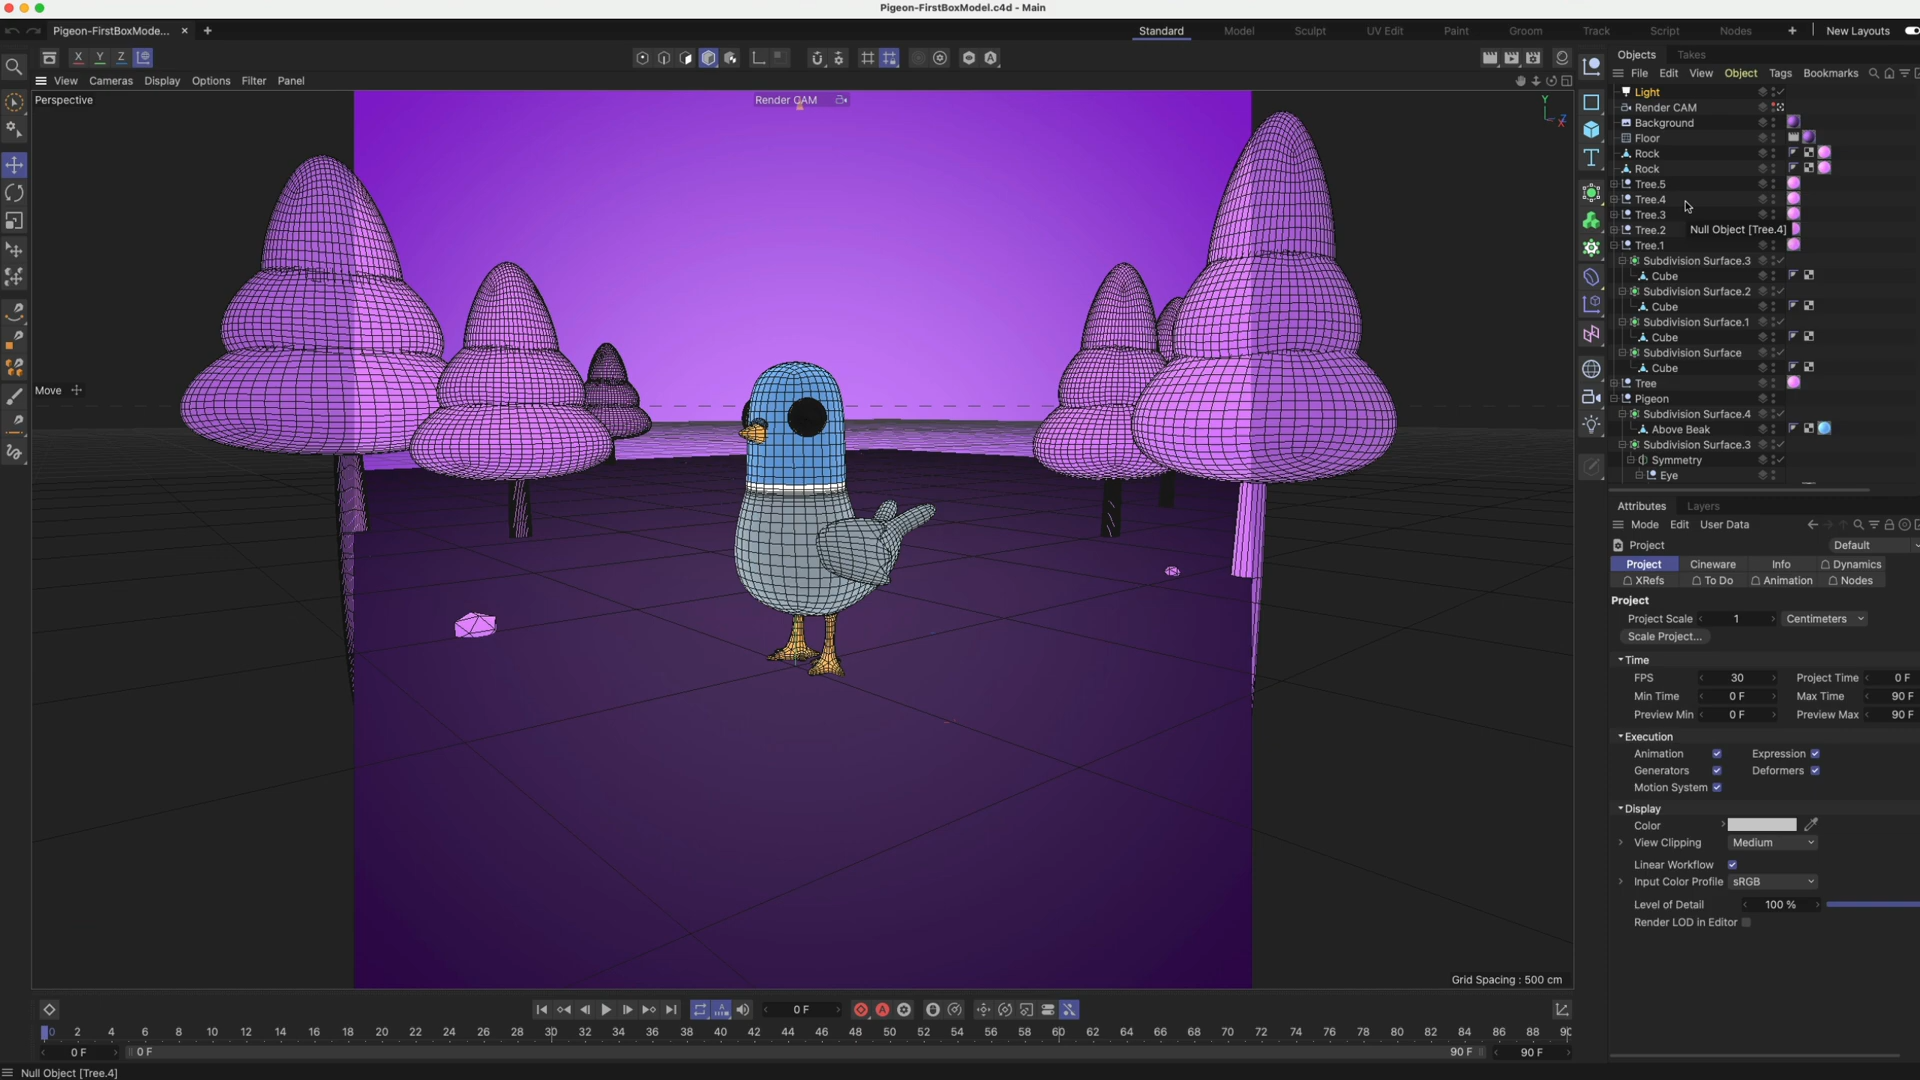 Pigeon-FirstBoxModel.c4d - Main
Pigeon-FirstBoxMode...
Standard
Model
Sculpt
UV Edit
Paint
Groom
Track
Script
Nodes
New Layouts
X Y Z
View Cameras Display Options Filter Panel
Perspective
Render CAM
Y
Z
X
Move
Grid Spacing : 500 cm
Objects Takes
File Edit View Object Tags Bookmarks
Light
Render CAM
Background
Floor
Rock
Rock
Tree.5
Tree.4
Tree.3
Tree.2
Null Object [Tree.4]
Tree.1
Subdivision Surface.3
Cube
Subdivision Surface.2
Cube
Subdivision Surface.1
Cube
Subdivision Surface
Cube
Tree
Pigeon
Subdivision Surface.4
Above Beak
Subdivision Surface.3
Symmetry
Eye
Attributes Layers
Mode Edit User Data
Project Default
Project Cineware Info Dynamics
XRefs To Do Animation Nodes
Project
Project Scale 1 Centimeters
Scale Project...
Time
FPS 30 Project Time 0 F
Min Time 0 F Max Time 90 F
Preview Min 0 F Preview Max 90 F
Execution
Animation Expression
Generators Deformers
Motion System
Display
Color
View Clipping Medium
Linear Workflow
Input Color Profile sRGB
Level of Detail 100 %
Render LOD in Editor
0 F
0 2 4 6 8 10 12 14 16 18 20 22 24 26 28 30 32 34 36 38 40 42 44 46 48 50 52 54 56 58 60 62 64 66 68 70 72 74 76 78 80 82 84 86 88 90
0 F 0 F 90 F 90 F
Null Object [Tree.4]